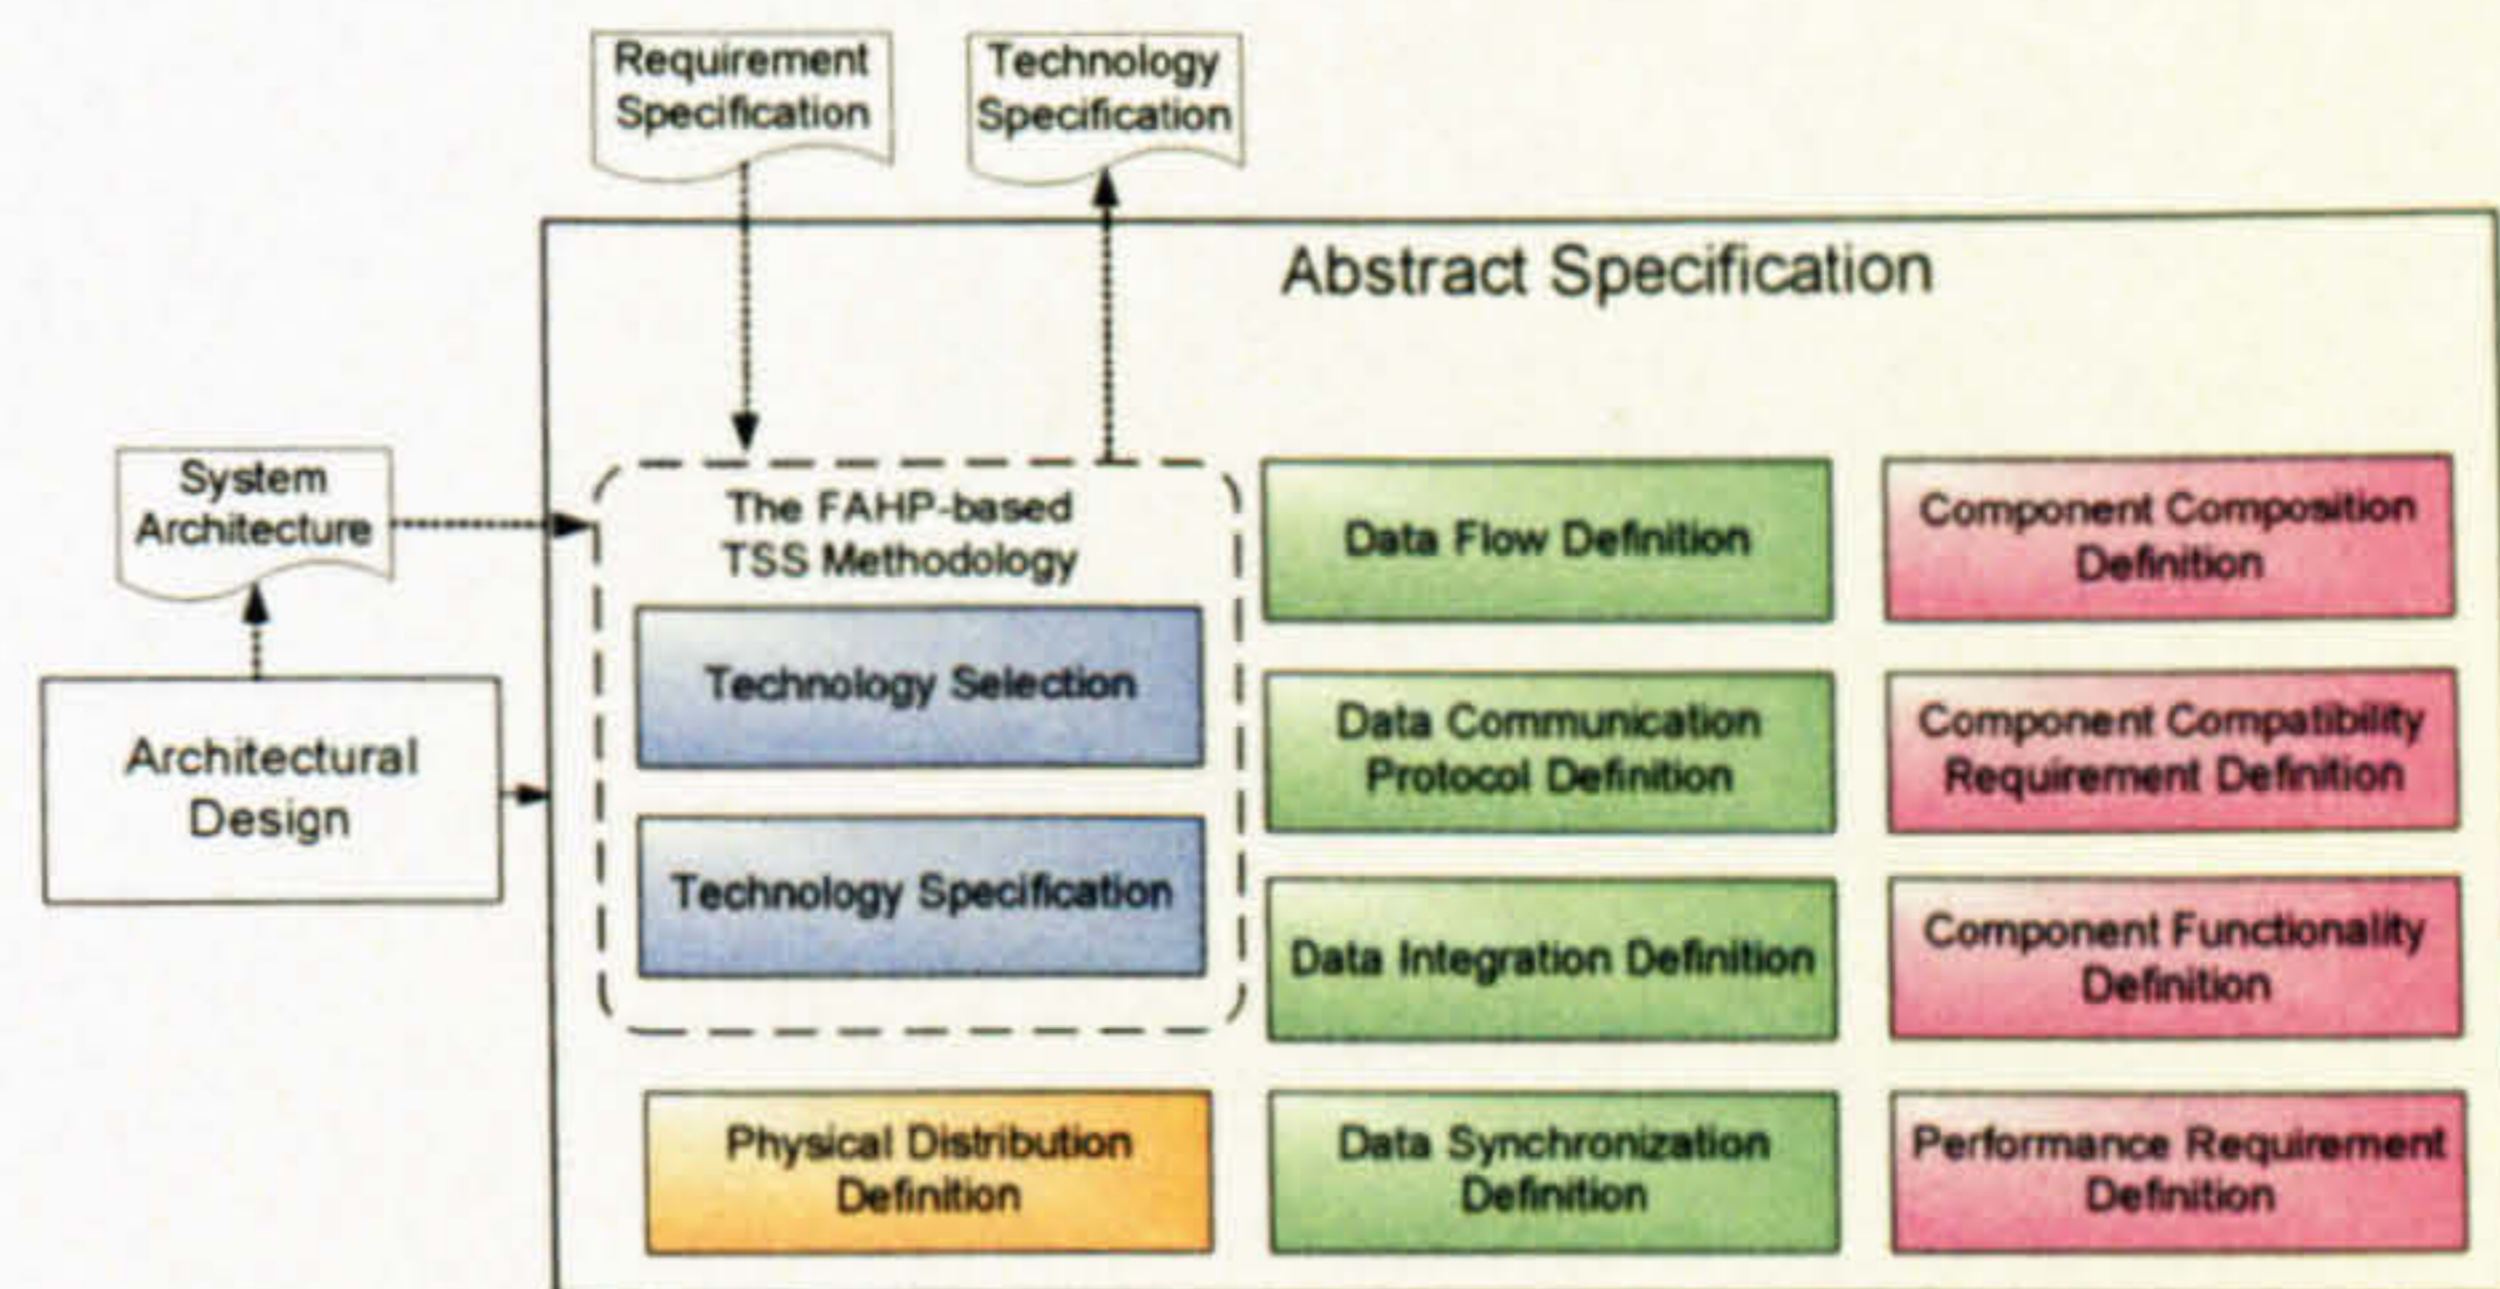 Requirement
Specification
Technology
Specification
Abstract Specification
System
Architecture
The FAHP-based
TSS Methodology
Data Flow Definition
Component Composition
Definition
Technology Selection
Data Communication
Protocol Definition
Component Compatibility
Requirement Definition
Architectural
Design
Technology Specification
Data Integration Definition
Component Functionality
Definition
Physical Distribution
Definition
Data Synchronization
Definition
Performance Requirement
Definition